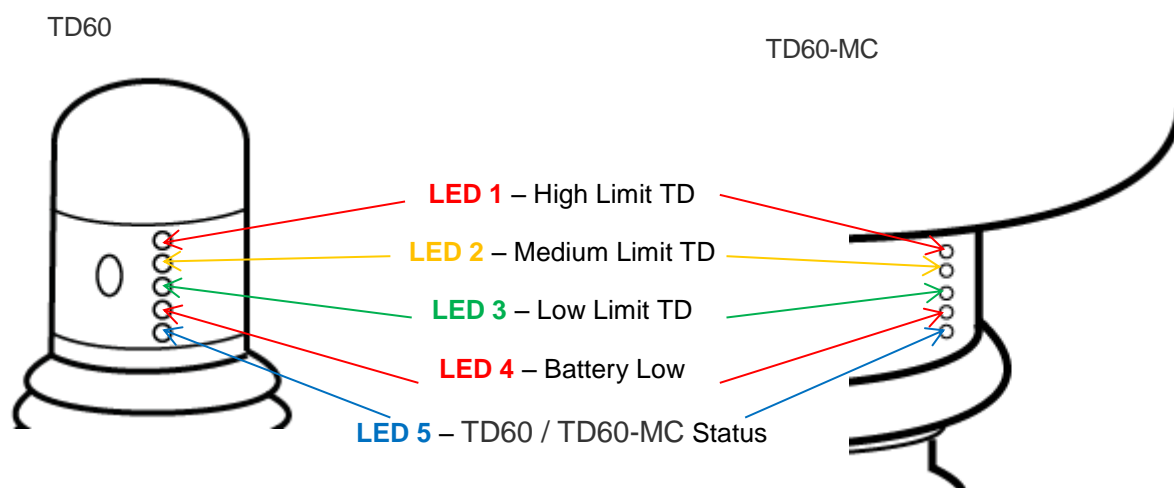 TD60
TD60-MC
LED 1 – High Limit TD
LED 2 – Medium Limit TD
LED 3 – Low Limit TD
LED 4 – Battery Low
LED 5 – TD60 / TD60-MC Status